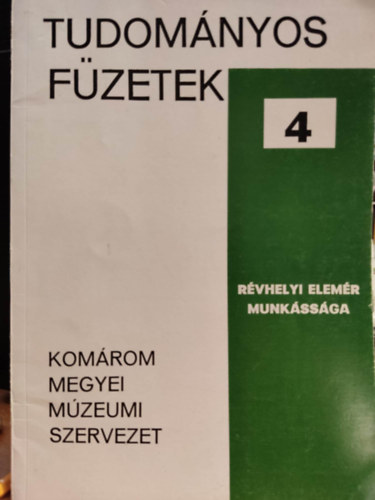 TUDOMÁNYOS
FÜZETEK
4
RÉVHELYI ELEMÉR
MUNKÁSSÁGA
KOMÁROM
MEGYEI
MÚZEUMI
SZERVEZET